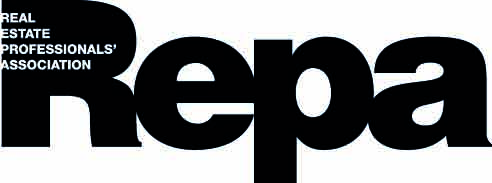 REAL
ESTATE
PROFESSIONALS'
ASSOCIATION
Repa